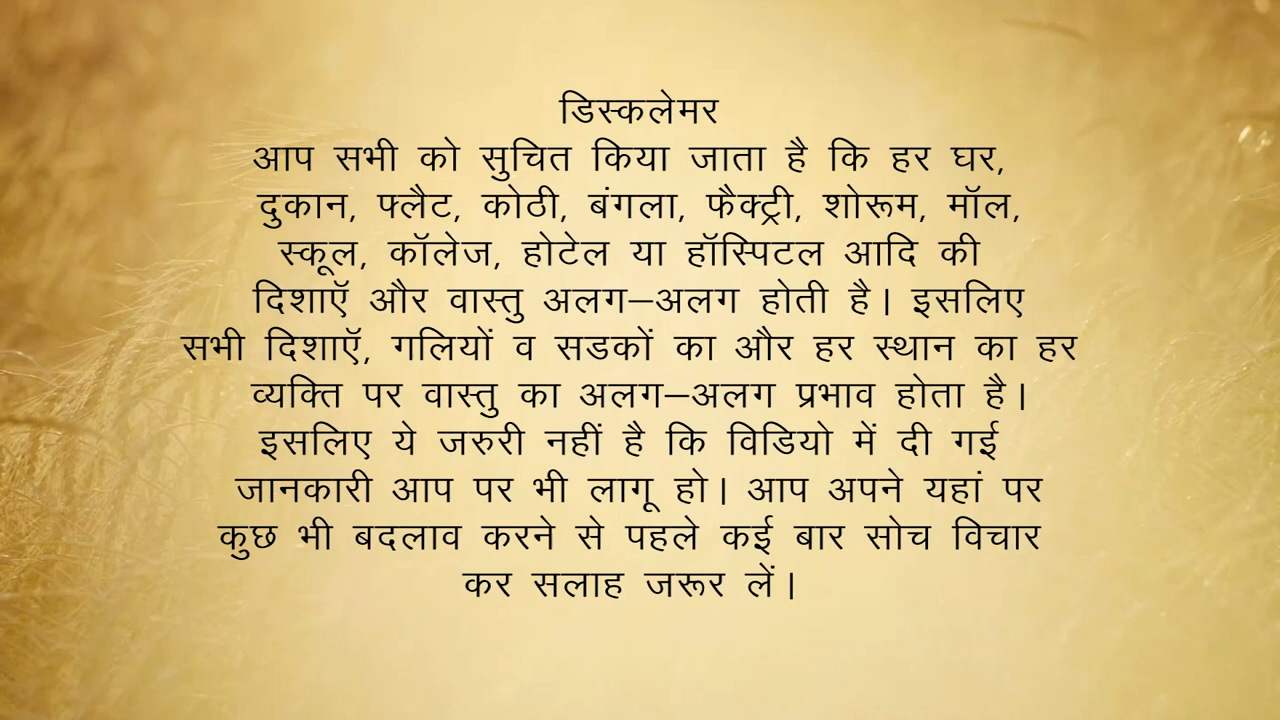 डिस्कलेमर
आप सभी को सुचित किया जाता है कि हर घर,
दुकान, फ्लैट, कोठी, बंगला, फैक्ट्री, शोरूम, मॉल,
स्कूल, कॉलेज, होटेल या हॉस्पिटल आदि की
दिशाऍ और वास्तु अलग–अलग होती है। इसलिए
सभी दिशाऍ, गलियों व सडकों का और हर स्थान का हर
व्यक्ति पर वास्तु का अलग–अलग प्रभाव होता है।
इसलिए ये जरुरी नहीं है कि विडियो में दी गई
जानकारी आप पर भी लागू हो। आप अपने यहां पर
कुछ भी बदलाव करने से पहले कई बार सोच विचार
कर सलाह जरूर लें।